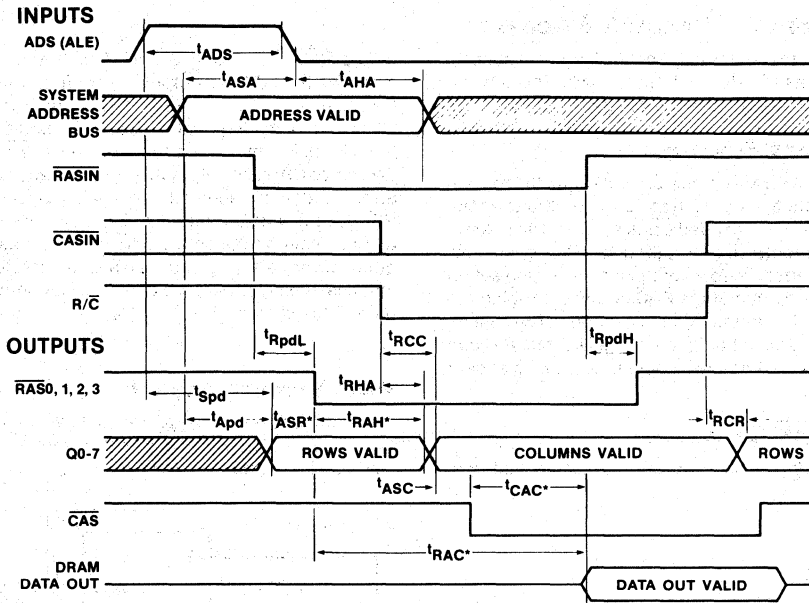 INPUTS
ADS (ALE)
tADS
tASA
tAHA
SYSTEM
ADDRESS
BUS
ADDRESS VALID
RASIN
CASIN
R/C
tRpdL
tRCC
tRpdH
OUTPUTS
RAS0, 1, 2, 3
tSpd
tRHA
tApd
tASR*
tRAH*
tRCR
Q0-7
ROWS VALID
COLUMNS VALID
ROWS
tASC
tCAC*
CAS
tRAC*
DRAM
DATA OUT
DATA OUT VALID